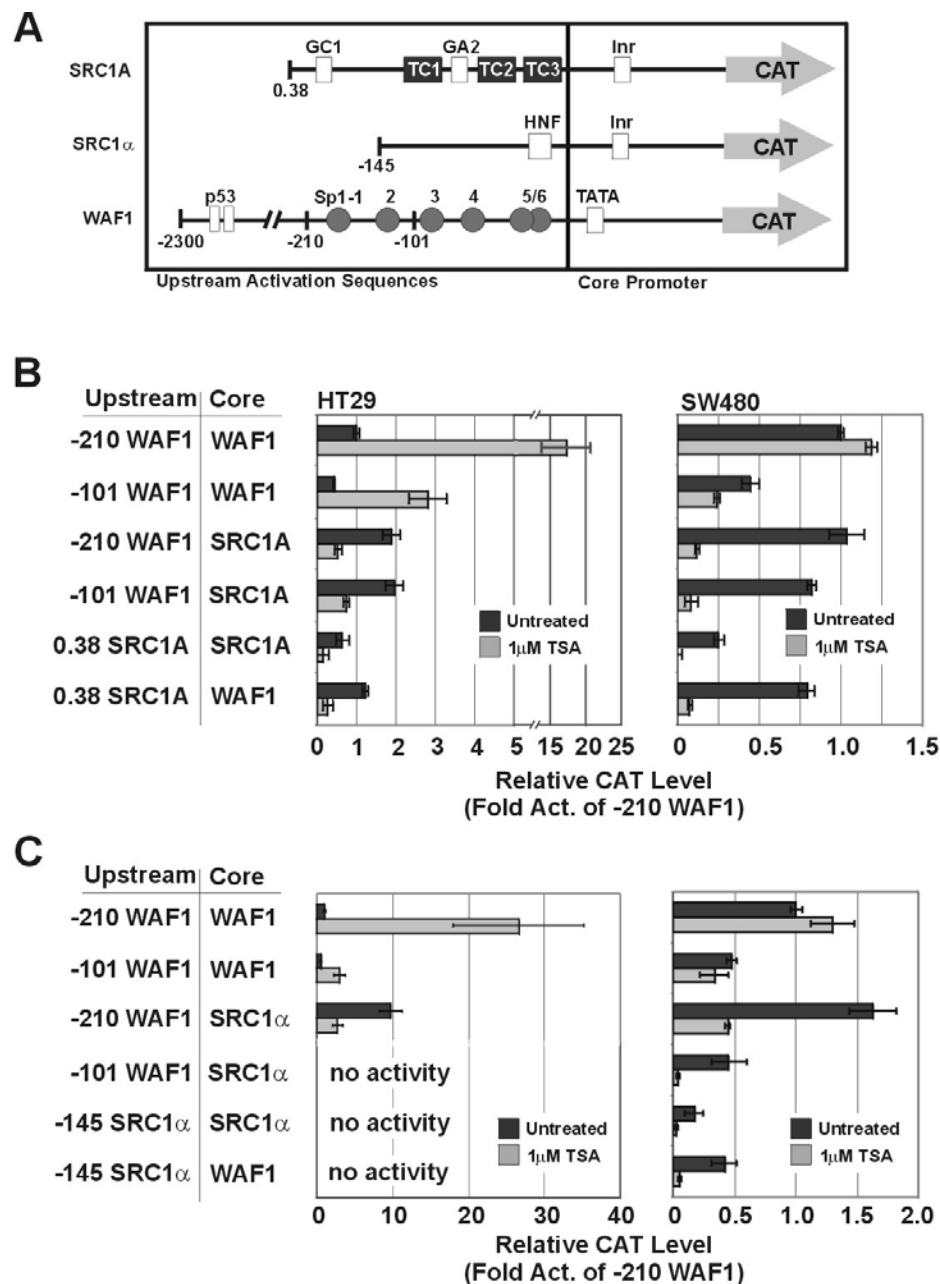 A
GC1 GA2 Inr
SRC1A TC1 TC2 TC3 CAT
0.38
HNF Inr
SRC1α CAT
-145
p53 Sp1-1 2 3 4 5/6 TATA
WAF1 CAT
-2300 -210 -101
Upstream Activation Sequences Core Promoter
B
Upstream Core HT29 SW480
-210 WAF1 WAF1
-101 WAF1 WAF1
-210 WAF1 SRC1A
-101 WAF1 SRC1A
0.38 SRC1A SRC1A
0.38 SRC1A WAF1
Untreated
1μM TSA
Untreated
1μM TSA
0 1 2 3 4 5 15 20 25 0 0.5 1.0 1.5
Relative CAT Level
(Fold Act. of -210 WAF1)
C
Upstream Core
-210 WAF1 WAF1
-101 WAF1 WAF1
-210 WAF1 SRC1α
-101 WAF1 SRC1α no activity
-145 SRC1α SRC1α no activity
-145 SRC1α WAF1 no activity
Untreated
1μM TSA
Untreated
1μM TSA
0 10 20 30 40 0 0.5 1.0 1.5 2.0
Relative CAT Level
(Fold Act. of -210 WAF1)